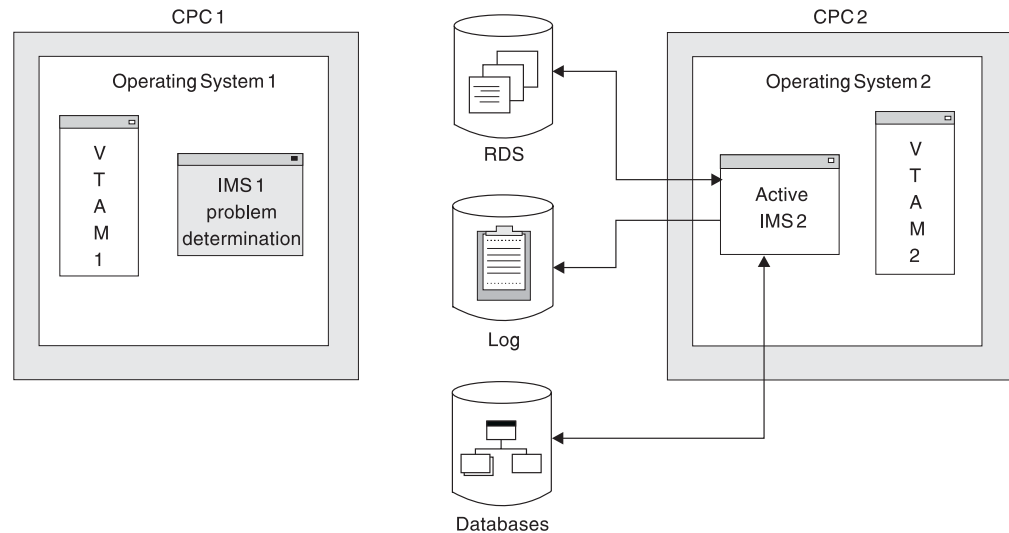 CPC 1
Operating System 1
V
T
A
M
1
IMS 1
problem
determination
RDS
Log
Databases
CPC 2
Operating System 2
Active
IMS 2
V
T
A
M
2